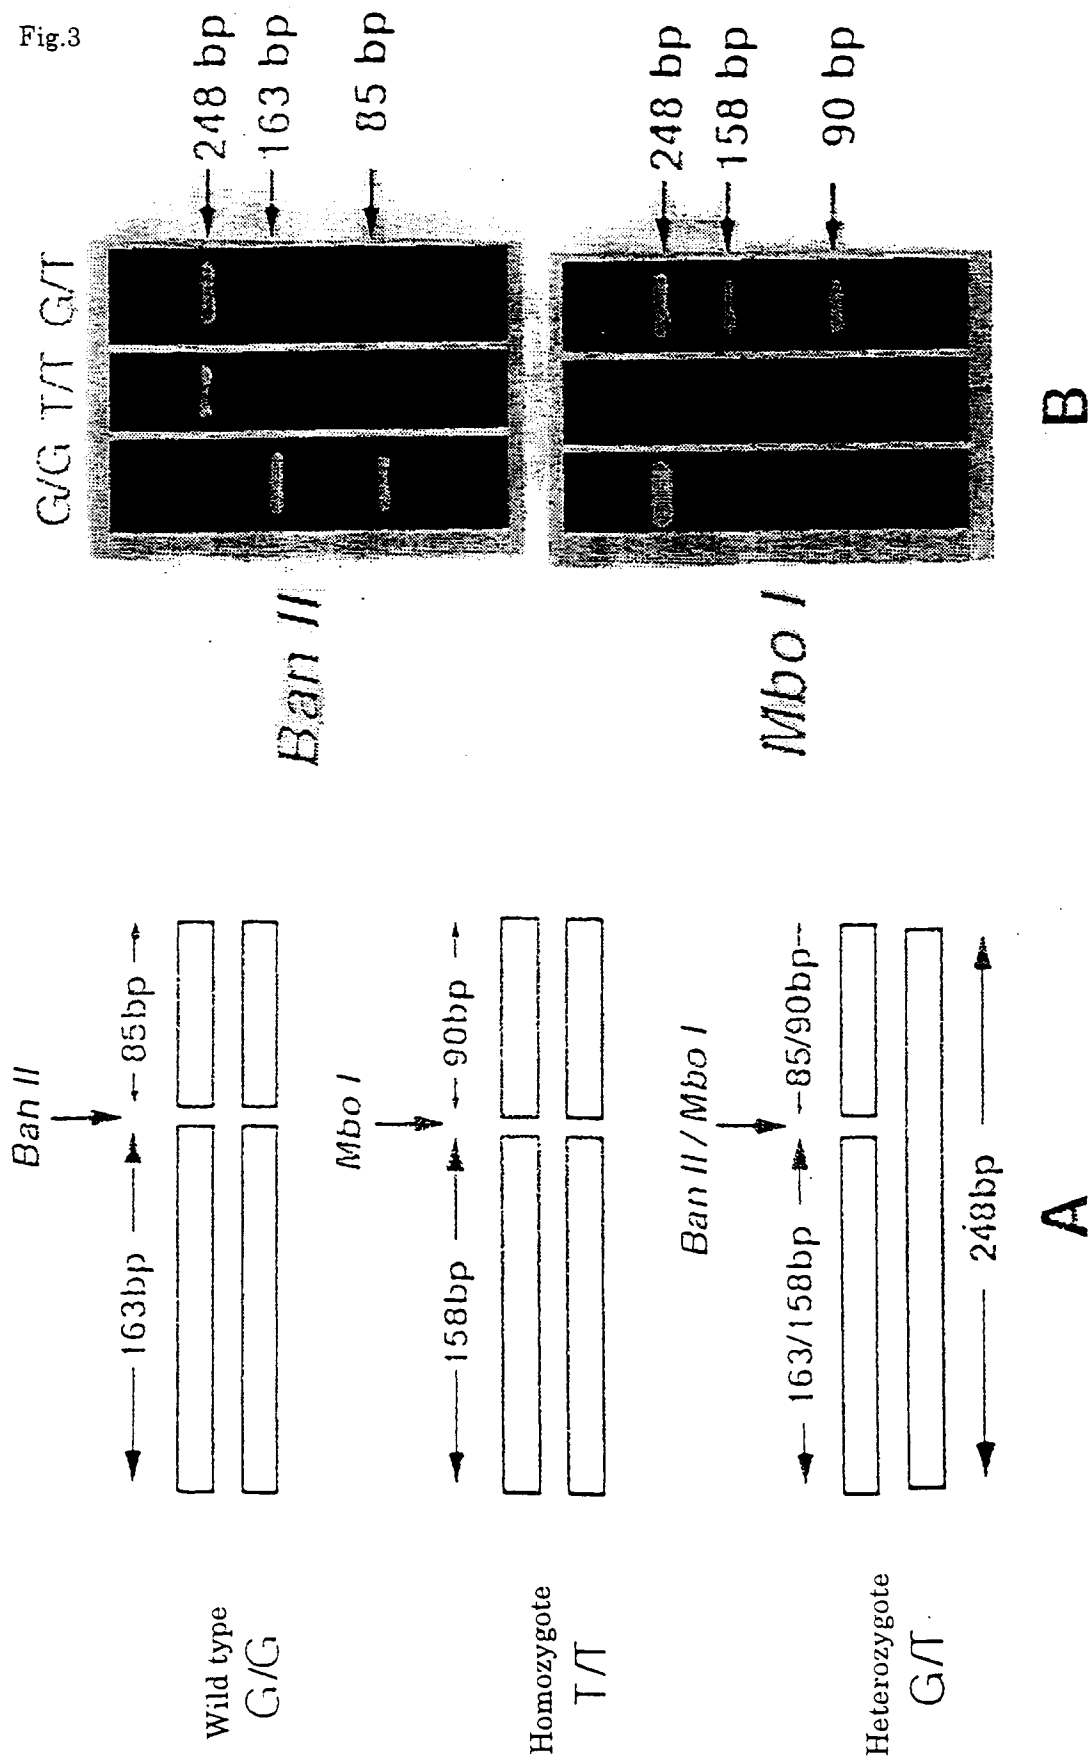 Fig.3
Ban II
163bp
85bp
Wild type
G/G
Mbo I
158bp
90bp
Homozygote
T/T
Ban II / Mbo I
163/158bp
85/90bp
Heterozygote
G/T
248bp
A
G/G T/T G/T
Ban II
248 bp
163 bp
85 bp
Mbo I
248 bp
158 bp
90 bp
B